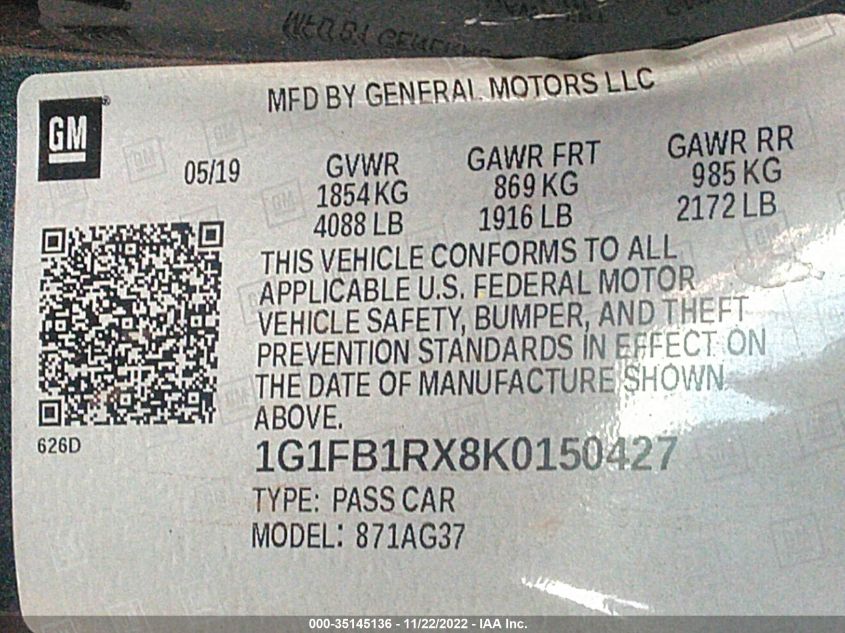 MFD BY GENERAL MOTORS LLC
GM
®
05/19
GVWR
1854 KG
4088 LB
GAWR FRT
869 KG
1916 LB
GAWR RR
985 KG
2172 LB
THIS VEHICLE CONFORMS TO ALL
APPLICABLE U.S. FEDERAL MOTOR
VEHICLE SAFETY, BUMPER, AND THEFT
PREVENTION STANDARDS IN EFFECT ON
THE DATE OF MANUFACTURE SHOWN
ABOVE.
626D
1G1FB1RX8K0150427
TYPE: PASS CAR
MODEL: 871AG37
000-35145136 - 11/22/2022 - IAA Inc.